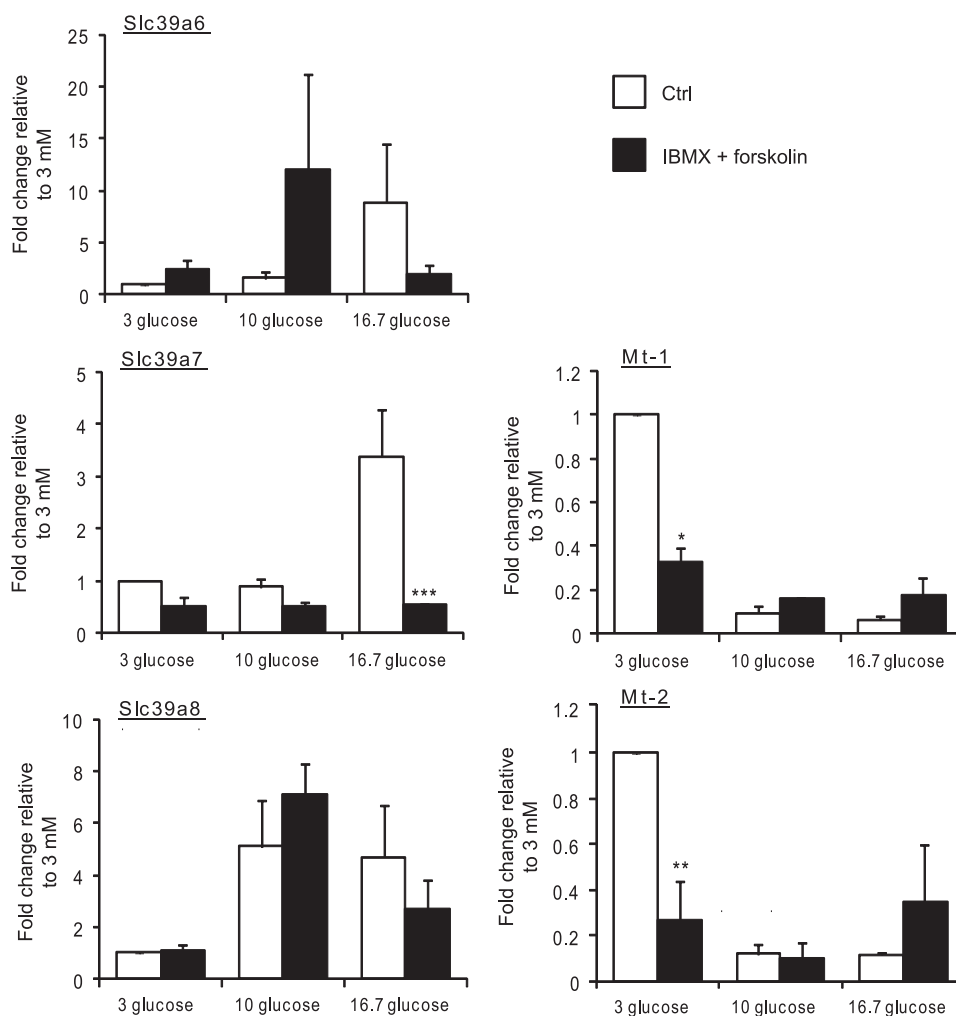 Slc39a6
Fold change relative
to 3 mM
25
20
15
10
5
0
3 glucose
10 glucose
16.7 glucose
Ctrl
IBMX + forskolin
Slc39a7
Fold change relative
to 3 mM
5
4
3
2
1
0
***
3 glucose
10 glucose
16.7 glucose
Mt-1
Fold change relative
to 3 mM
1.2
1
0.8
0.6
0.4
0.2
0
*
3 glucose
10 glucose
16.7 glucose
Slc39a8
Fold change relative
to 3 mM
10
8
6
4
2
0
3 glucose
10 glucose
16.7 glucose
Mt-2
Fold change relative
to 3 mM
1.2
1
0.8
0.6
0.4
0.2
0
**
3 glucose
10 glucose
16.7 glucose